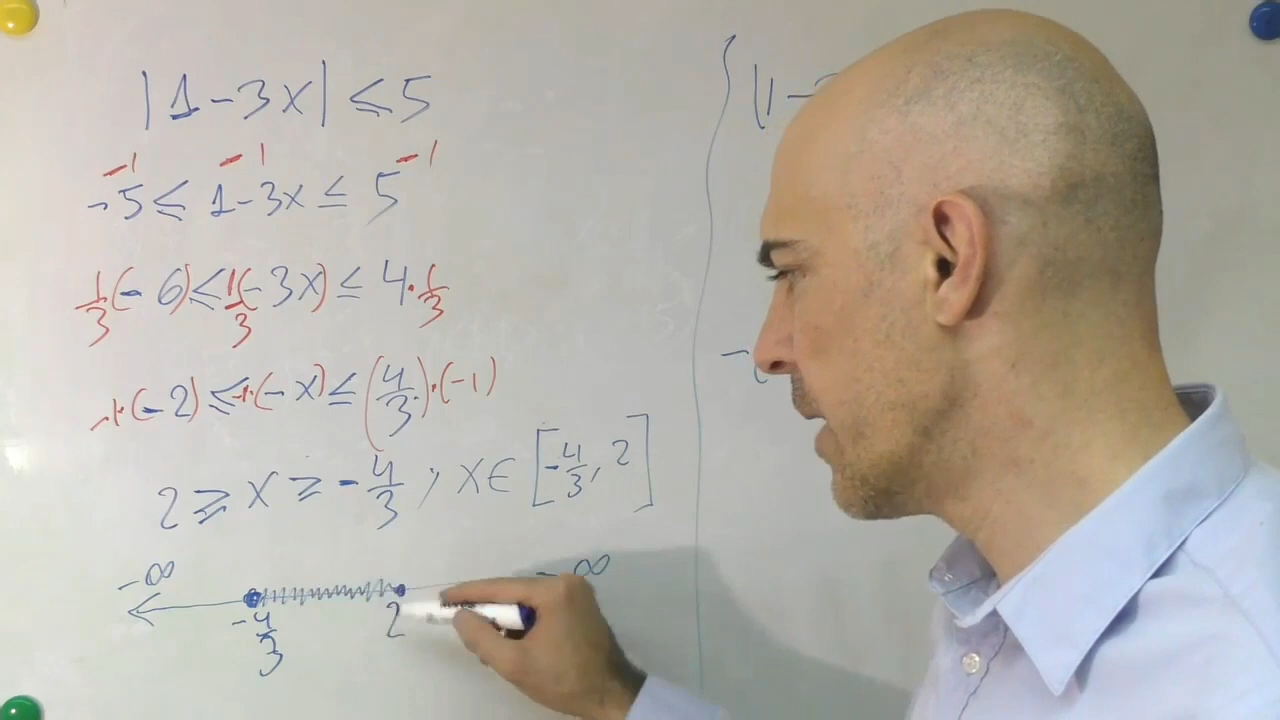 |1-3x| ≤5
-1 -1 -1
-5 ≤ 1-3x ≤ 5
1/3(-6) ≤ 1/3(-3x) ≤ 4·1/3
-1·(-2) ≤ -1·(-x) ≤ (4/3)·(-1)
2 ≥ x ≥ -4/3 ; x∈ [-4/3, 2]
-∞ -∞
-4/3 2
|1-